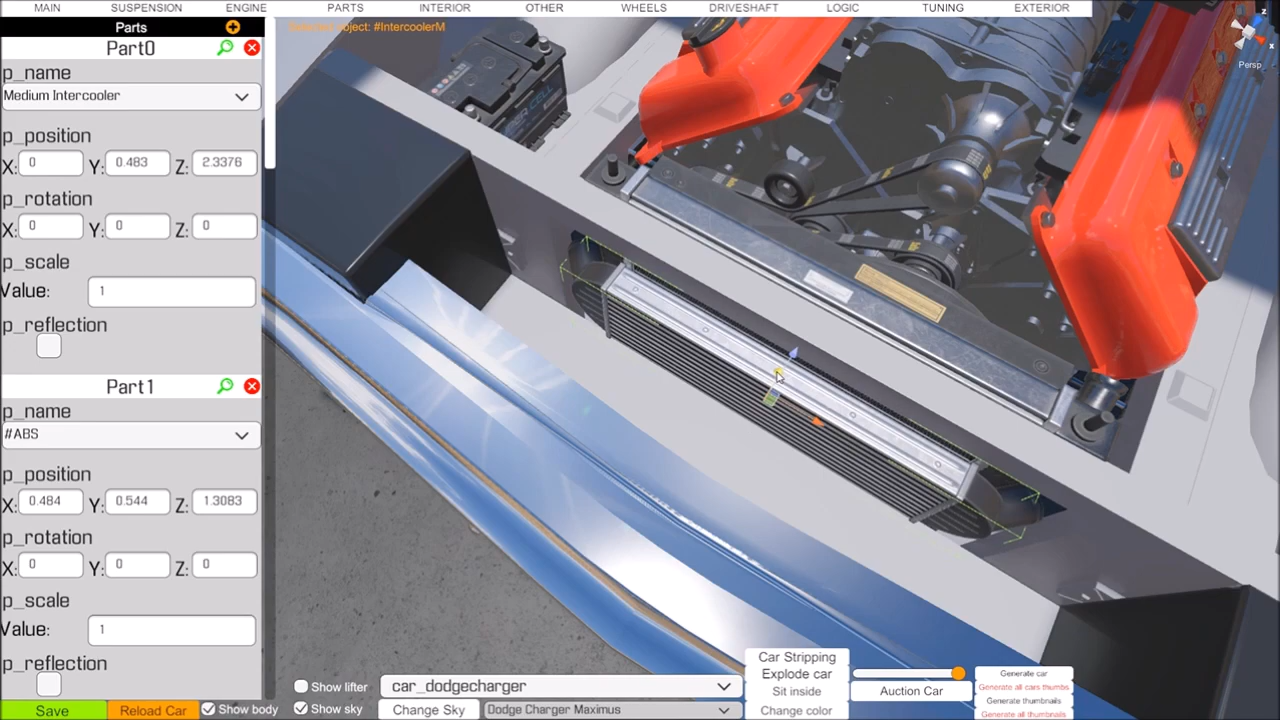 MAIN SUSPENSION ENGINE PARTS INTERIOR OTHER WHEELS DRIVESHAFT LOGIC TUNING EXTERIOR
Parts
Part0
p_name
Medium Intercooler
p_position
X: 0 Y: 0.483 Z: 2.3376
p_rotation
X: 0 Y: 0 Z: 0
p_scale
Value: 1
p_reflection
Part1
p_name
#ABS
p_position
X: 0.484 Y: 0.544 Z: 1.3083
p_rotation
X: 0 Y: 0 Z: 0
p_scale
Value: 1
p_reflection
Save
Reload Car
Show body
Show sky
Show lifter
car_dodgecharger
Change Sky
Dodge Charger Maximus
Car Stripping
Explode car
Sit inside
Change color
Auction Car
Generate car
Generate all cars thumbs
Generate thumbnails
Generate all thumbnails
#IntercoolerM
z
x
Persp